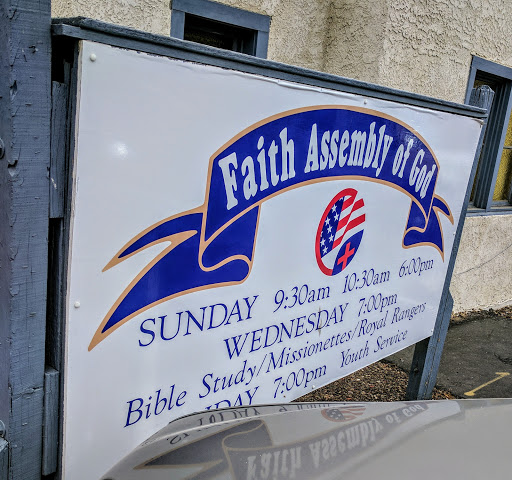 Faith Assembly of God
SUNDAY 9:30am 10:30am 6:00pm
WEDNESDAY 7:00pm
Bible Study/Missionettes/Royal Rangers
IDAY 7:00pm Youth Service